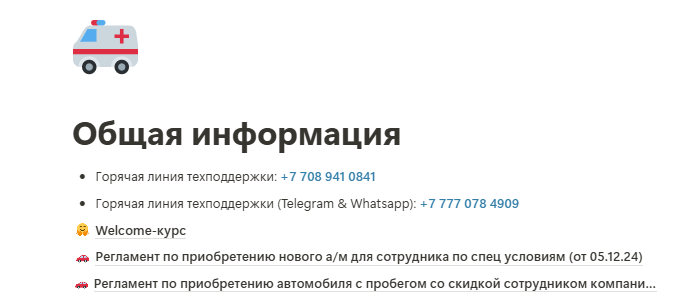 Общая информация
Горячая линия техподдержки: +7 708 941 0841
Горячая линия техподдержки (Telegram & Whatsapp): +7 777 078 4909
Welcome-курс
Регламент по приобретению нового а/м для сотрудника по спец условиям (от 05.12.24)
Регламент по приобретению автомобиля с пробегом со скидкой сотрудником компани...